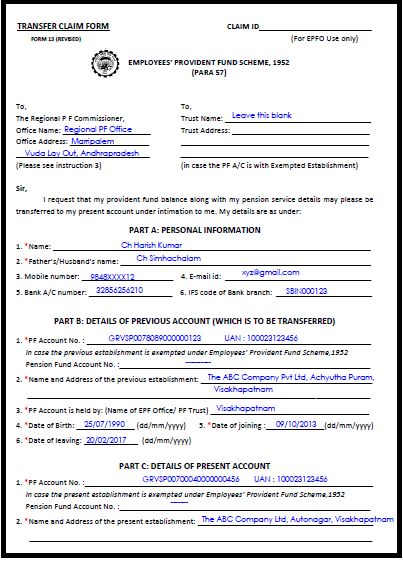 TRANSFER CLAIM FORM
CLAIM ID
FORM 13 (REVISED)
(For EPFO Use only)
EMPLOYEES' PROVIDENT FUND SCHEME, 1952
(PARA 57)
To,
The Regional P F Commissioner,
Office Name: Regional PF Office
Office Address: Marripalem
Vuda Lay Out, Andhrapradesh
(Please see instruction 3)
To,
Trust Name: Leave this blank
Trust Address:
(in case the PF A/C is with Exempted Establishment)
Sir,
I request that my provident fund balance along with my pension service details may please be
transferred to my present account under intimation to me. My details are as under:
PART A: PERSONAL INFORMATION
1. *Name: Ch Harish Kumar
2. *Father's/Husband's name: Ch Simhachalam
3. Mobile number: 9848XXXX12 4. E-mail id: xyz@gmail.com
5. Bank A/C number: 32856256210 6. IFS code of Bank branch: SBIN000123
PART B: DETAILS OF PREVIOUS ACCOUNT (WHICH IS TO BE TRANSFERRED)
1. *PF Account No. : GRVSP0078089000000123 UAN : 100023123456
In case the previous establishment is exempted under Employees' Provident Fund Scheme,1952
Pension Fund Account No. : ----------
2. *Name and Address of the previous establishment: The ABC Company Pvt Ltd, Achyutha Puram,
Visakhapatnam
3. *PF Account is held by: (Name of EPF Office/ PF Trust) Visakhapatnam
4. *Date of Birth: 25/07/1990 (dd/mm/yyyy) 5. *Date of joining : 09/10/2013 (dd/mm/yyyy)
6. *Date of leaving: 20/02/2017 (dd/mm/yyyy)
PART C: DETAILS OF PRESENT ACCOUNT
1. *PF Account No. : GRVSP00700040000000456 UAN : 100023123456
In case the present establishment is exempted under Employees' Provident Fund Scheme,1952
Pension Fund Account No. : -------
2. *Name and Address of the present establishment: The ABC Company Ltd, Autonagar, Visakhapatnam